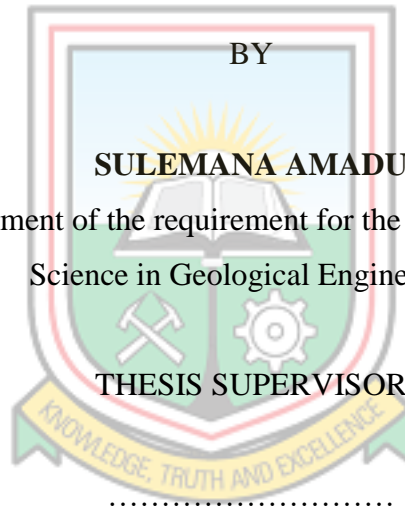 BY
SULEMANA AMADU
ment of the requirement for the
Science in Geological Engine
THESIS SUPERVISOR
KNOWLEDGE, TRUTH AND EXCELLENCE
………………………